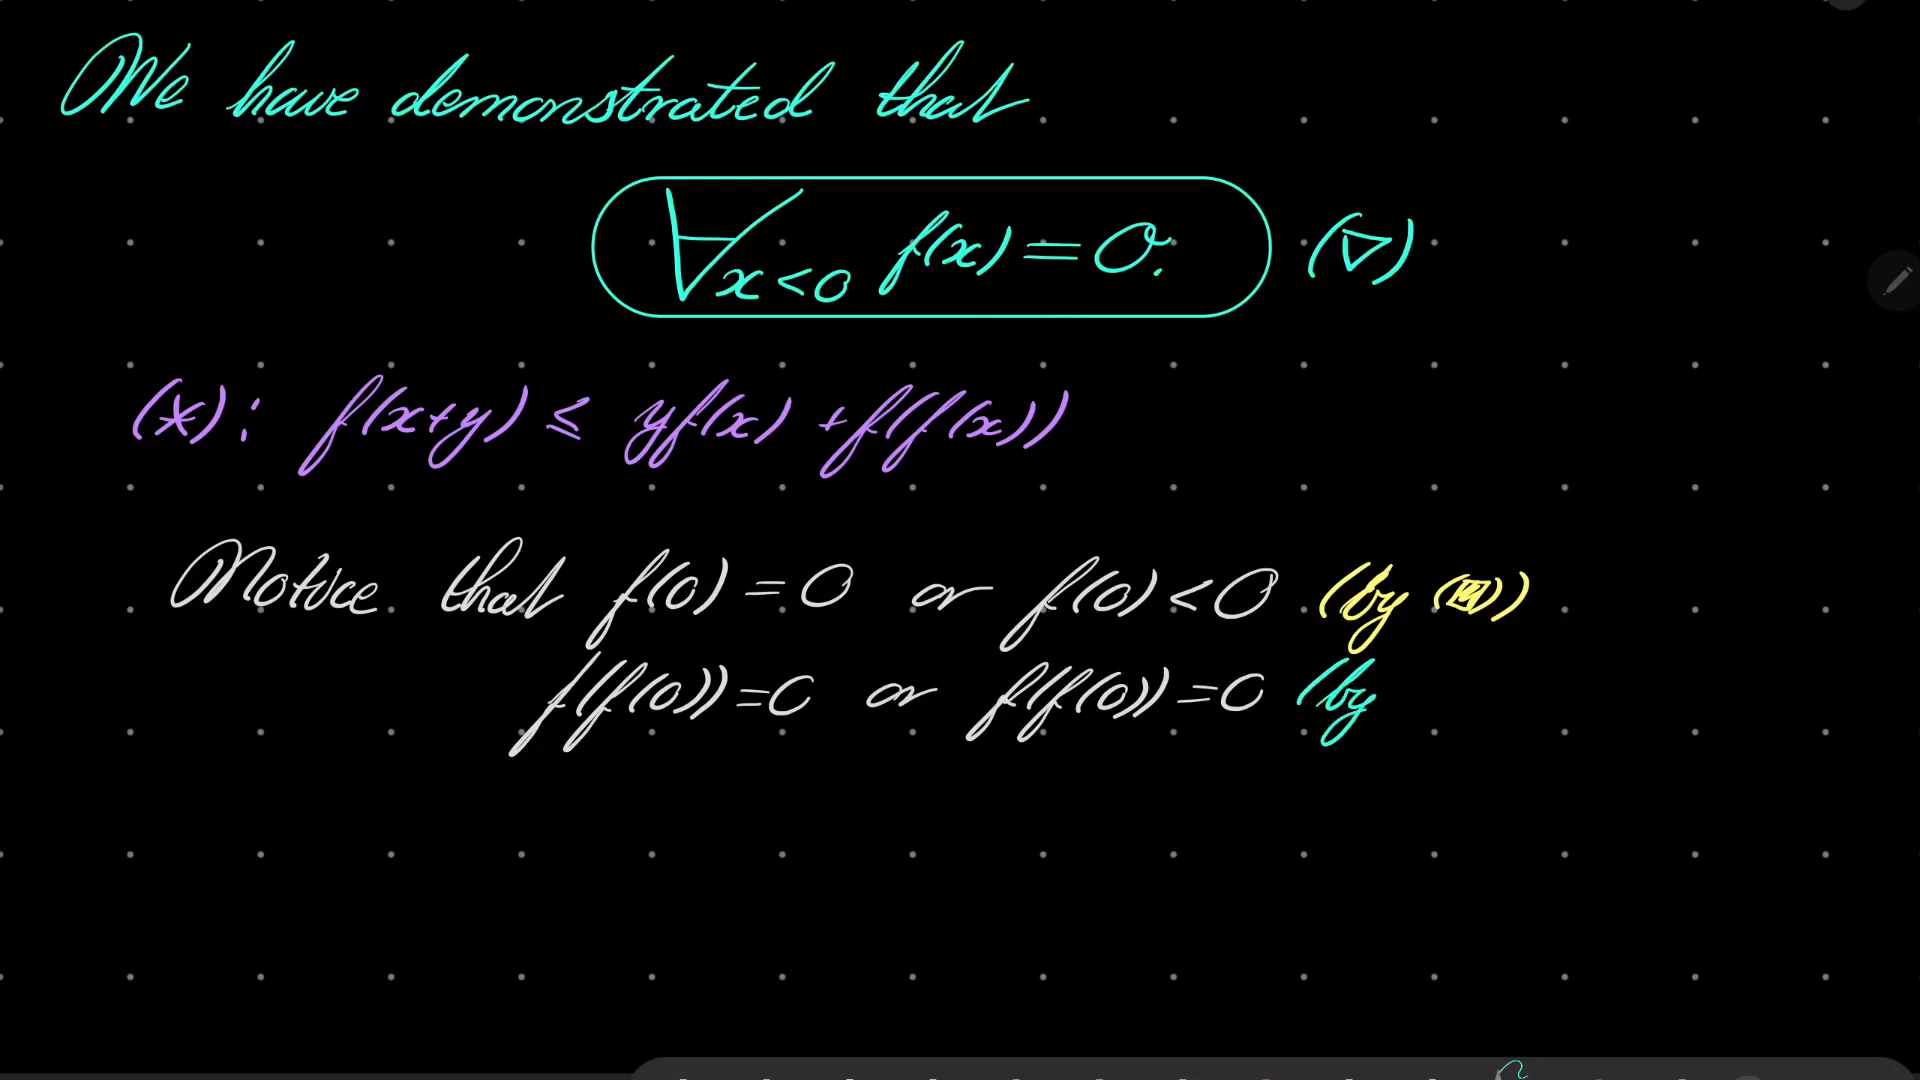 We have demonstrated that
∀x<0 f(x)=0. (▽)
(*): f(x+y) ≤ yf(x) + f(f(x))
Notice that f(0)=0 or f(0)<0 (by (▣))
f(f(0))=0 or f(f(0))=0 (by